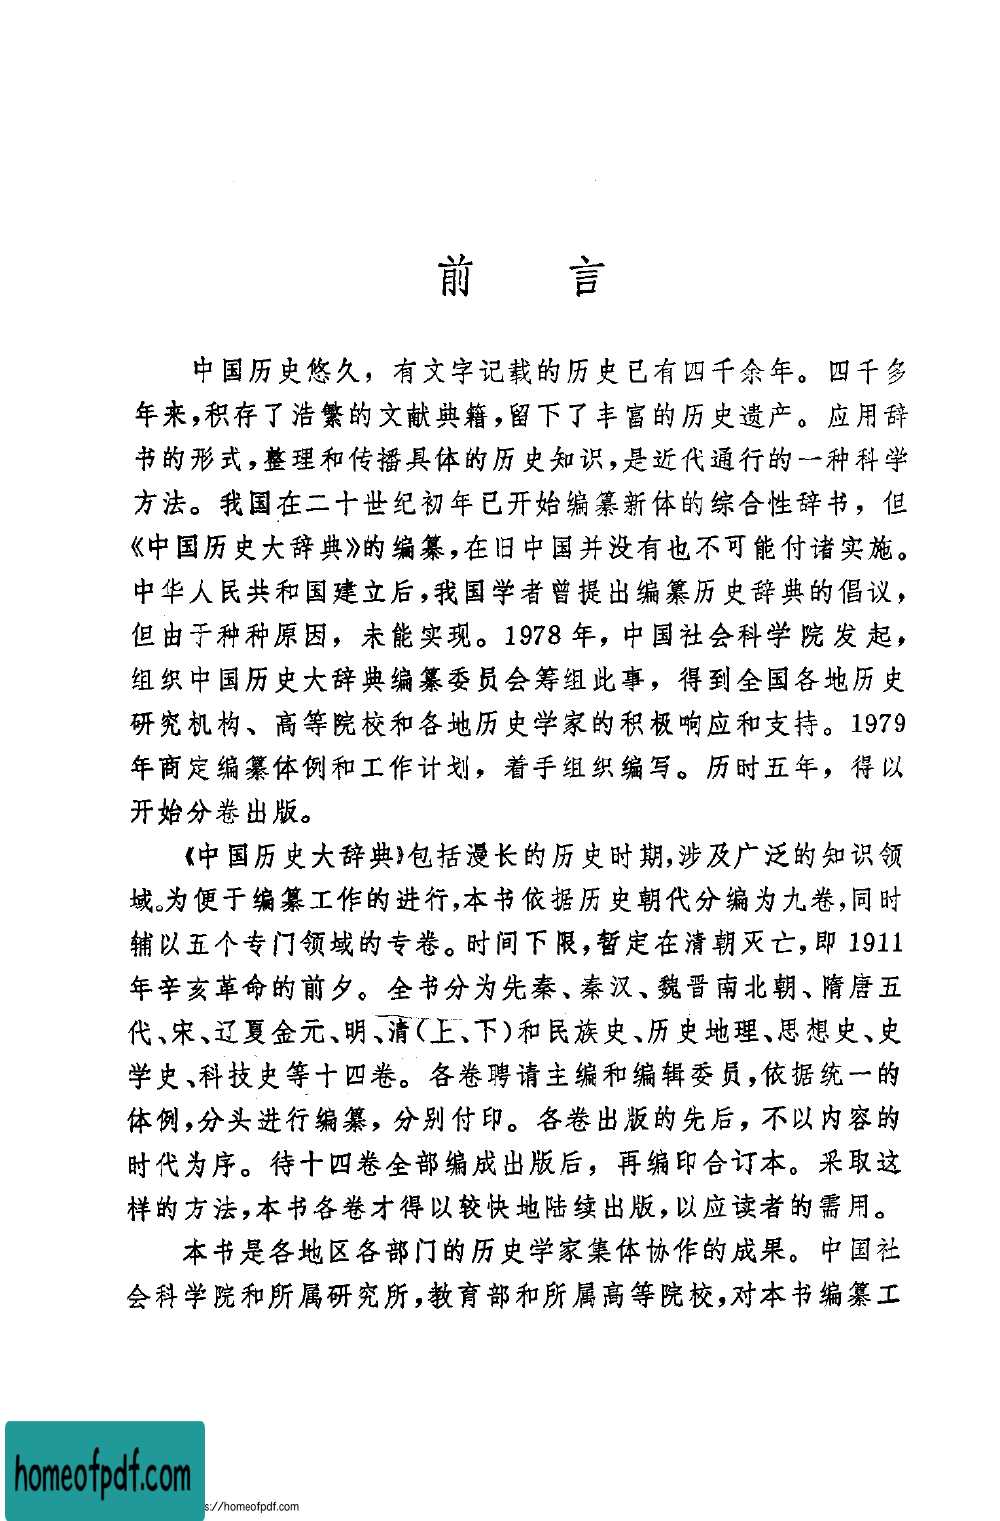 前言
中国历史悠久，有文字记载的历史已有四千余年。四千多
年来，积存了浩繁的文献典籍，留下了丰富的历史遗产。应用辞
书的形式，整理和传播具体的历史知识，是近代通行的一种科学
方法。我国在二十世纪初年已开始编纂新体的综合性辞书，但
《中国历史大辞典》的编纂，在旧中国并没有也不可能付诸实施。
中华人民共和国建立后，我国学者曾提出编纂历史辞典的倡议，
但由于种种原因，未能实现。1978年，中国社会科学院发起，
组织中国历史大辞典编纂委员会筹组此事，得到全国各地历史
研究机构、高等院校和各地历史学家的积极响应和支持。1979
年商定编纂体例和工作计划，着手组织编写。历时五年，得以
开始分卷出版。
《中国历史大辞典》包括漫长的历史时期，涉及广泛的知识领
域。为便于编纂工作的进行，本书依据历史朝代分编为九卷，同时
辅以五个专门领域的专卷。时间下限，暂定在清朝灭亡，即1911
年辛亥革命的前夕。全书分为先秦、秦汉、魏晋南北朝、隋唐五
代、宋、辽夏金元、明、清（上、下）和民族史、历史地理、思想史、史
学史、科技史等十四卷。各卷聘请主编和编辑委员，依据统一的
体例，分头进行编纂，分别付印。各卷出版的先后，不以内容的
时代为序。待十四卷全部编成出版后，再编印合订本。采取这
样的方法，本书各卷才得以较快地陆续出版，以应读者的需用。
本书是各地区各部门的历史学家集体协作的成果。中国社
会科学院和所属研究所，教育部和所属高等院校，对本书编纂工
homeofpdf.com
s://homeofpdf.com